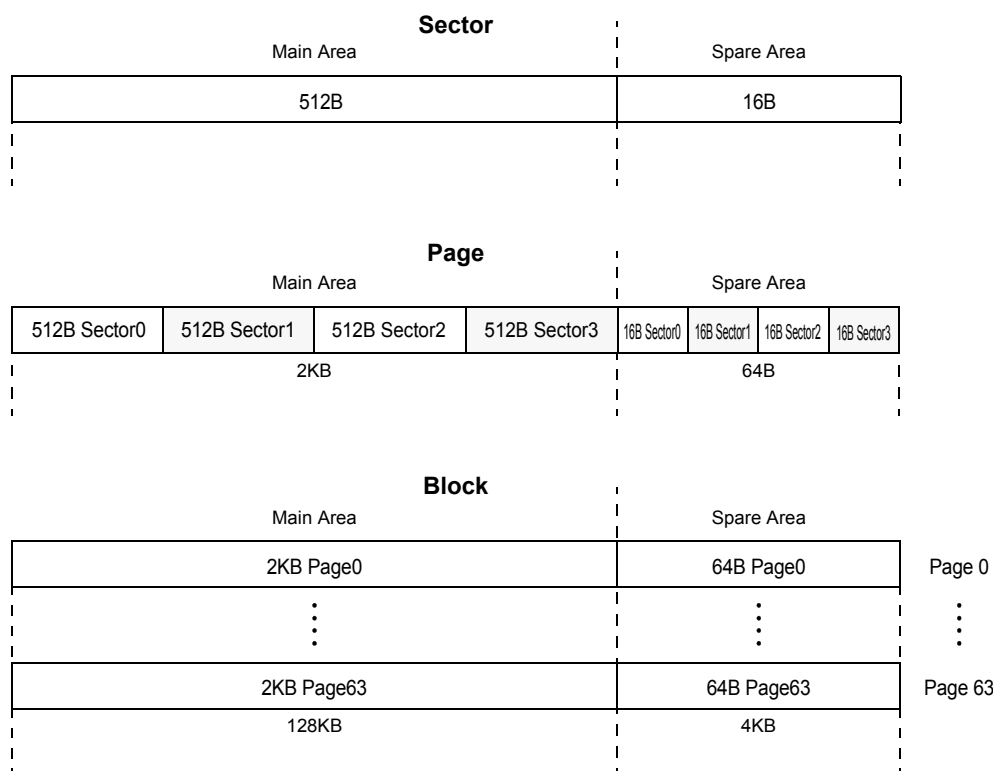 Sector
Main Area Spare Area
512B 16B
Page
Main Area Spare Area
512B Sector0 512B Sector1 512B Sector2 512B Sector3 16B Sector0 16B Sector1 16B Sector2 16B Sector3
2KB 64B
Block
Main Area Spare Area
2KB Page0 64B Page0 Page 0
2KB Page63 64B Page63 Page 63
128KB 4KB